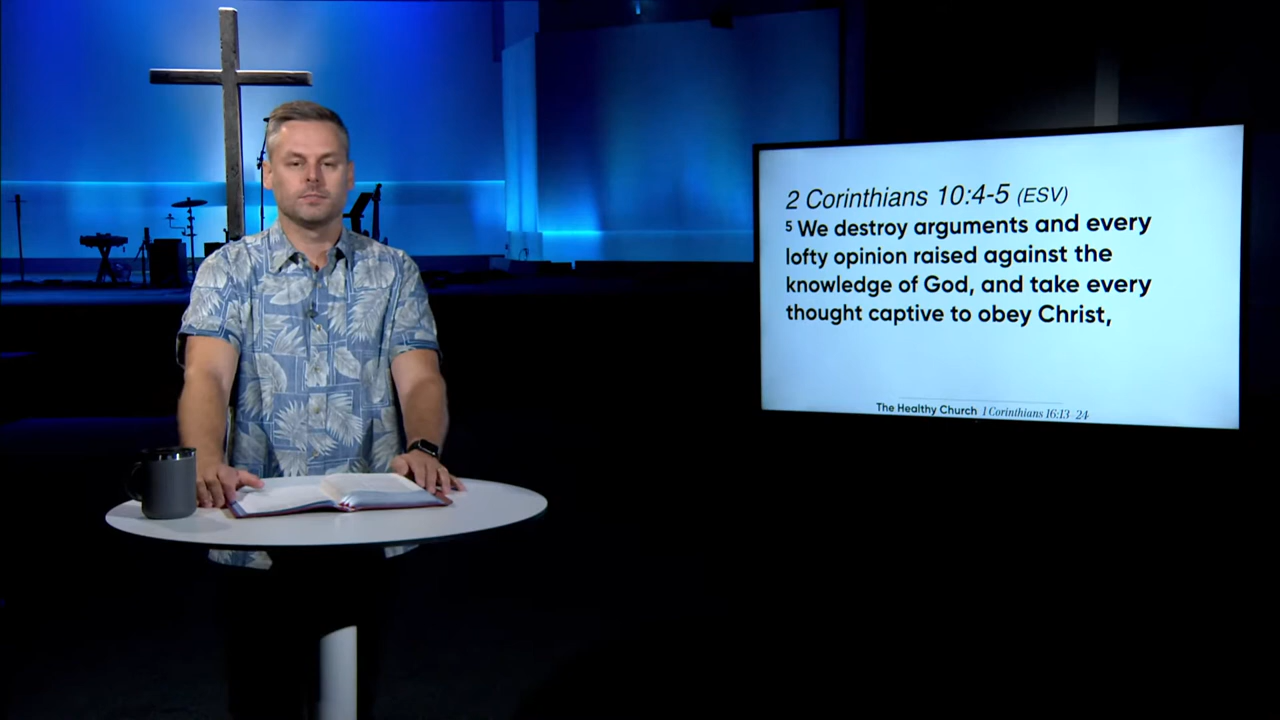 2 Corinthians 10:4-5 (ESV)
5 We destroy arguments and every
lofty opinion raised against the
knowledge of God, and take every
thought captive to obey Christ,
The Healthy Church 1 Corinthians 16:13-24